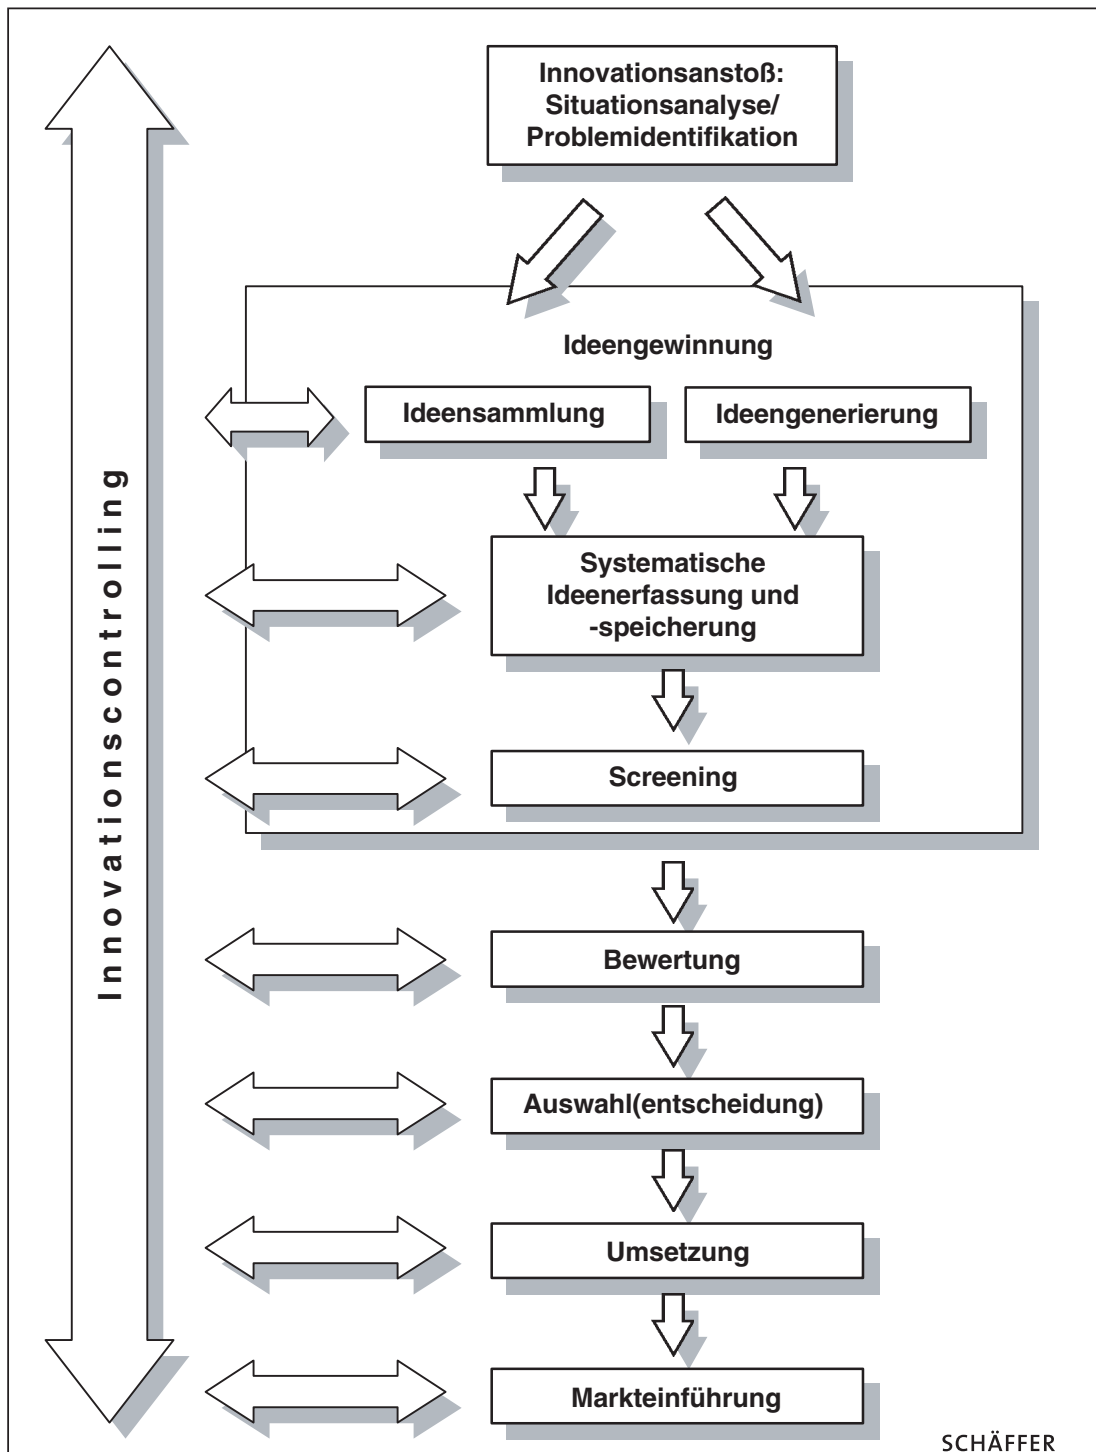 Innovationsanstoß:
Situationsanalyse/
Problemidentifikation
Ideengewinnung
Ideensammlung
Ideengenerierung
Systematische
Ideenerfassung und
-speicherung
Screening
Bewertung
Auswahl(entscheidung)
Umsetzung
Markteinführung
Innovationscontrolling
SCHÄFFER